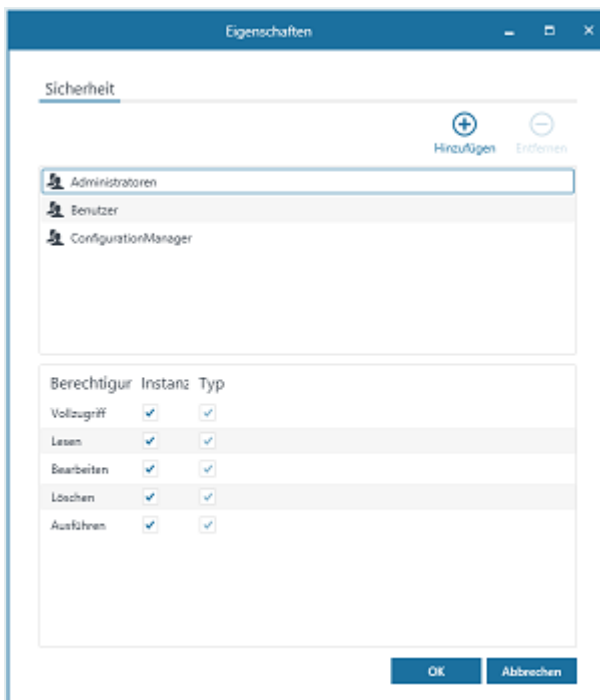 Eigenschaften
Sicherheit
Hinzufügen Entfernen
Administratoren
Benutzer
ConfigurationManager
Berechtigur Instanz Typ
Vollzugriff
Lesen
Bearbeiten
Löschen
Ausführen
OK Abbrechen